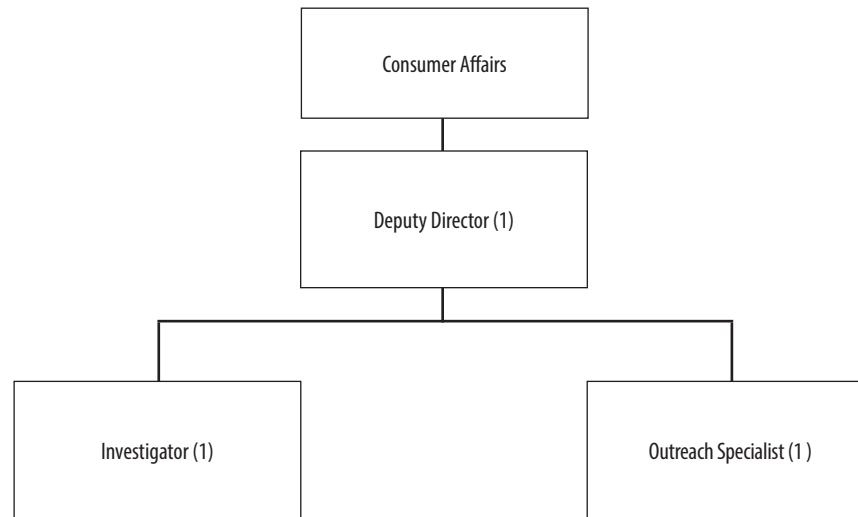 Consumer Affairs
Deputy Director (1)
Investigator (1)
Outreach Specialist (1 )